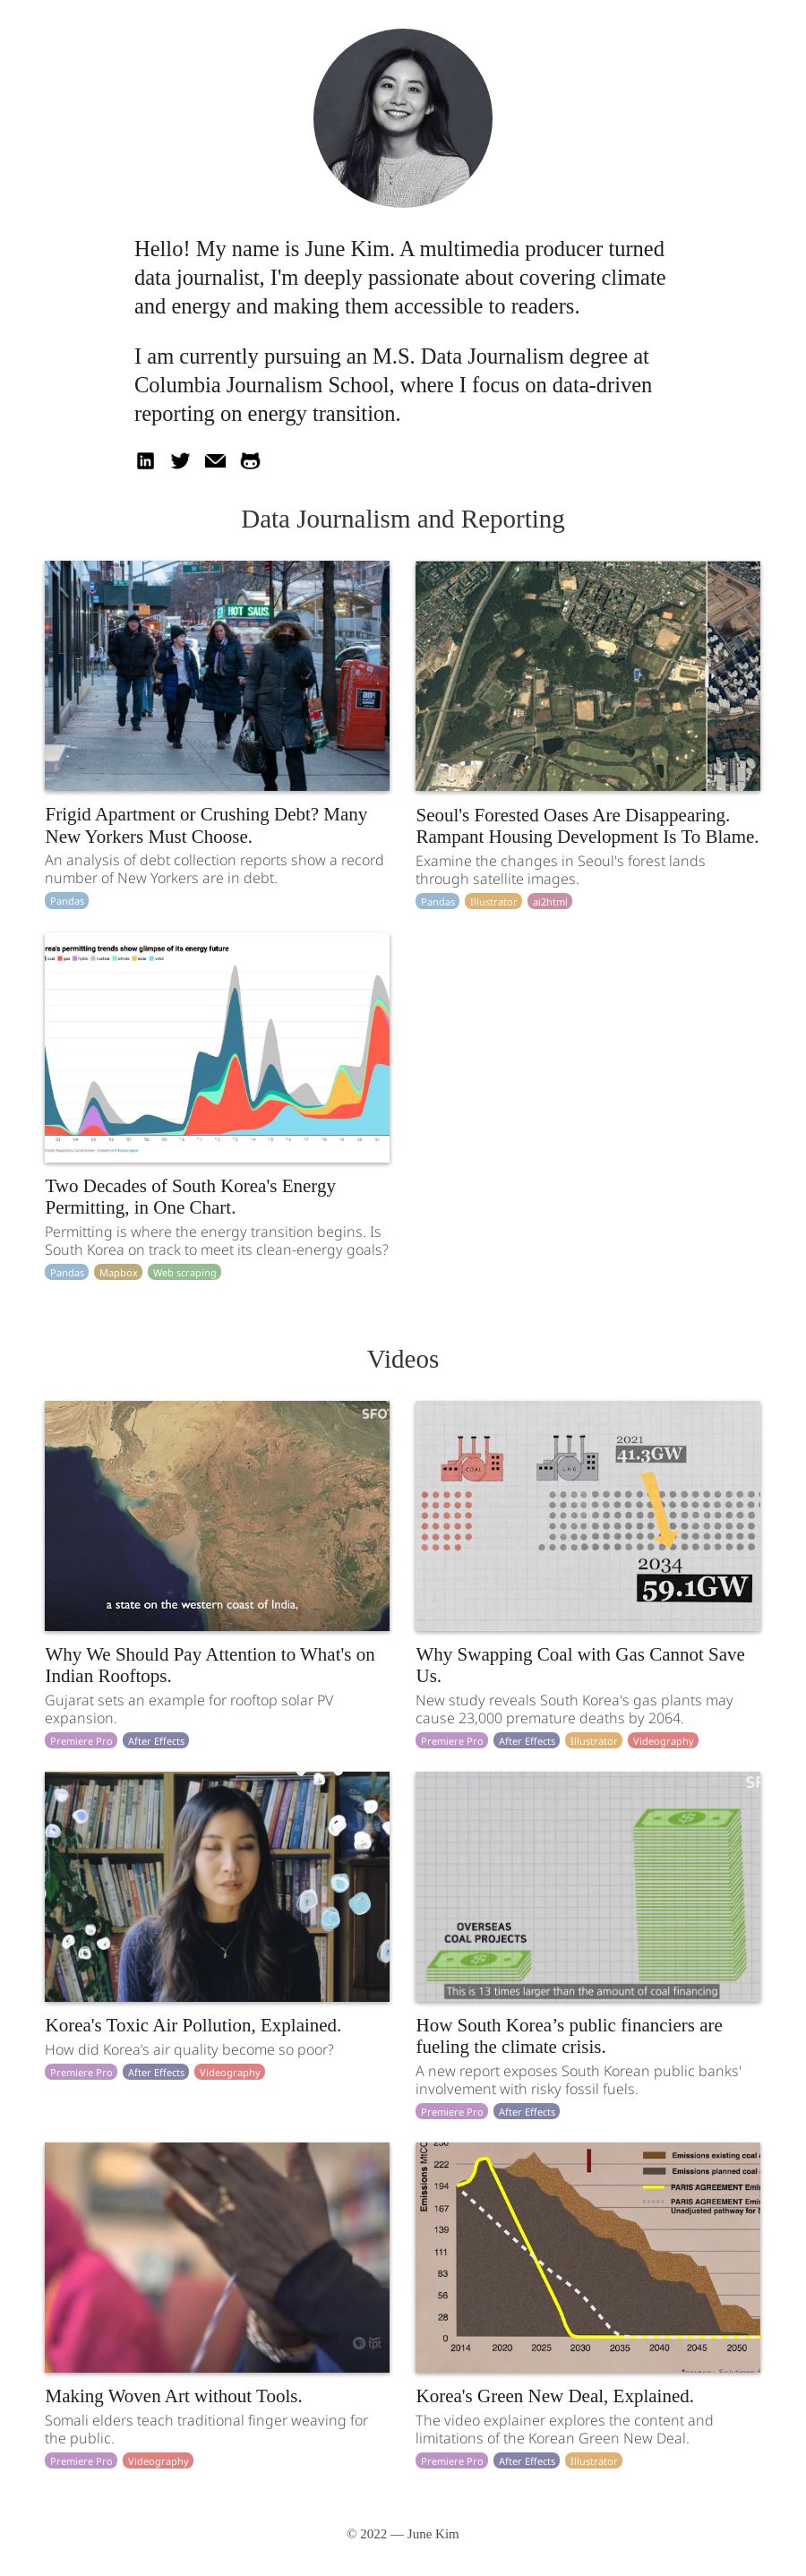 Hello! My name is June Kim. A multimedia producer turned
data journalist, I'm deeply passionate about covering climate
and energy and making them accessible to readers.
I am currently pursuing an M.S. Data Journalism degree at
Columbia Journalism School, where I focus on data-driven
reporting on energy transition.
Data Journalism and Reporting
HOT SAUS
Frigid Apartment or Crushing Debt? Many
New Yorkers Must Choose.
An analysis of debt collection reports show a record
number of New Yorkers are in debt.
Pandas
Seoul's Forested Oases Are Disappearing.
Rampant Housing Development Is To Blame.
Examine the changes in Seoul's forest lands
through satellite images.
Pandas Illustrator ai2html
rea's permitting trends show glimpse of its energy future
Two Decades of South Korea's Energy
Permitting, in One Chart.
Permitting is where the energy transition begins. Is
South Korea on track to meet its clean-energy goals?
Pandas Mapbox Web scraping
Videos
a state on the western coast of India,
Why We Should Pay Attention to What's on
Indian Rooftops.
Gujarat sets an example for rooftop solar PV
expansion.
Premiere Pro After Effects
COAL
LNG
2021
41.3GW
2034
59.1GW
Why Swapping Coal with Gas Cannot Save
Us.
New study reveals South Korea's gas plants may
cause 23,000 premature deaths by 2064.
Premiere Pro After Effects Illustrator Videography
Korea's Toxic Air Pollution, Explained.
How did Korea's air quality become so poor?
Premiere Pro After Effects Videography
OVERSEAS
COAL PROJECTS
This is 13 times larger than the amount of coal financing
How South Korea’s public financiers are
fueling the climate crisis.
A new report exposes South Korean public banks'
involvement with risky fossil fuels.
Premiere Pro After Effects
tpt
Making Woven Art without Tools.
Somali elders teach traditional finger weaving for
the public.
Premiere Pro Videography
Emissions existing coal
Emissions planned coal
PARIS AGREEMENT
PARIS AGREEMENT
Unadjusted pathway for
Emissions
222
194
167
139
111
83
56
28
0
2014 2020 2025 2030 2035 2040 2045 2050
Korea's Green New Deal, Explained.
The video explainer explores the content and
limitations of the Korean Green New Deal.
Premiere Pro After Effects Illustrator
© 2022 — June Kim